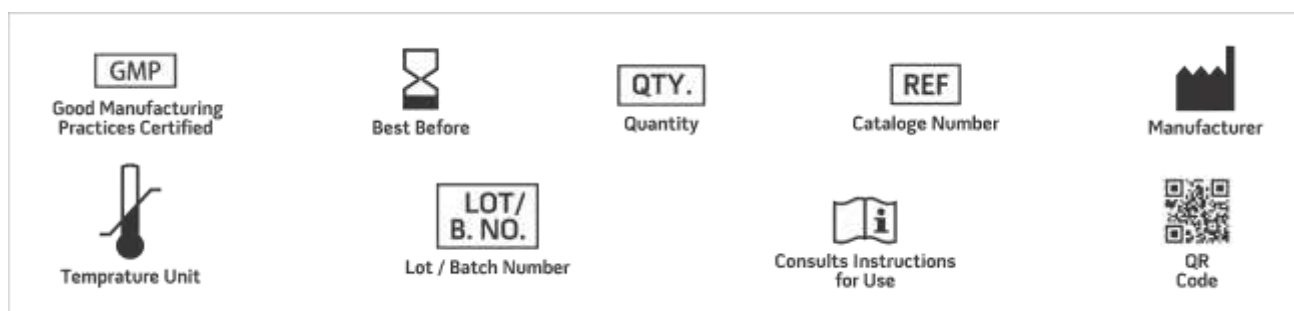 GMP
Good Manufacturing
Practices Certified
Best Before
QTY.
Quantity
REF
Cataloge Number
Manufacturer
Temprature Unit
LOT/
B. NO.
Lot / Batch Number
i
Consults Instructions
for Use
QR
Code